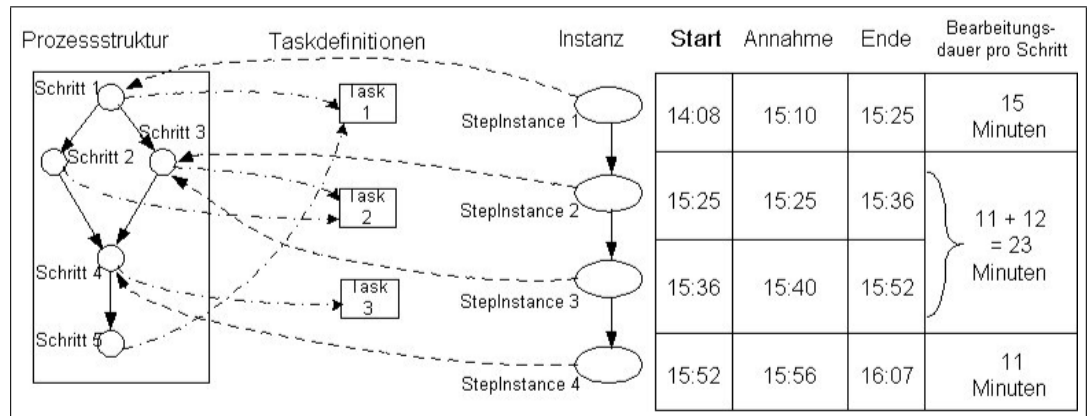 Prozessstruktur
Taskdefinitionen
Instanz
Start
Annahme
Ende
Bearbeitungs-
dauer pro Schritt
Schritt 1
Schritt 3
Schritt 2
Schritt 4
Schritt 5
Task
1
Task
2
Task
3
StepInstance 1
StepInstance 2
StepInstance 3
StepInstance 4
14:08
15:10
15:25
15
Minuten
15:25
15:25
15:36
11 + 12
= 23
Minuten
15:36
15:40
15:52
15:52
15:56
16:07
11
Minuten